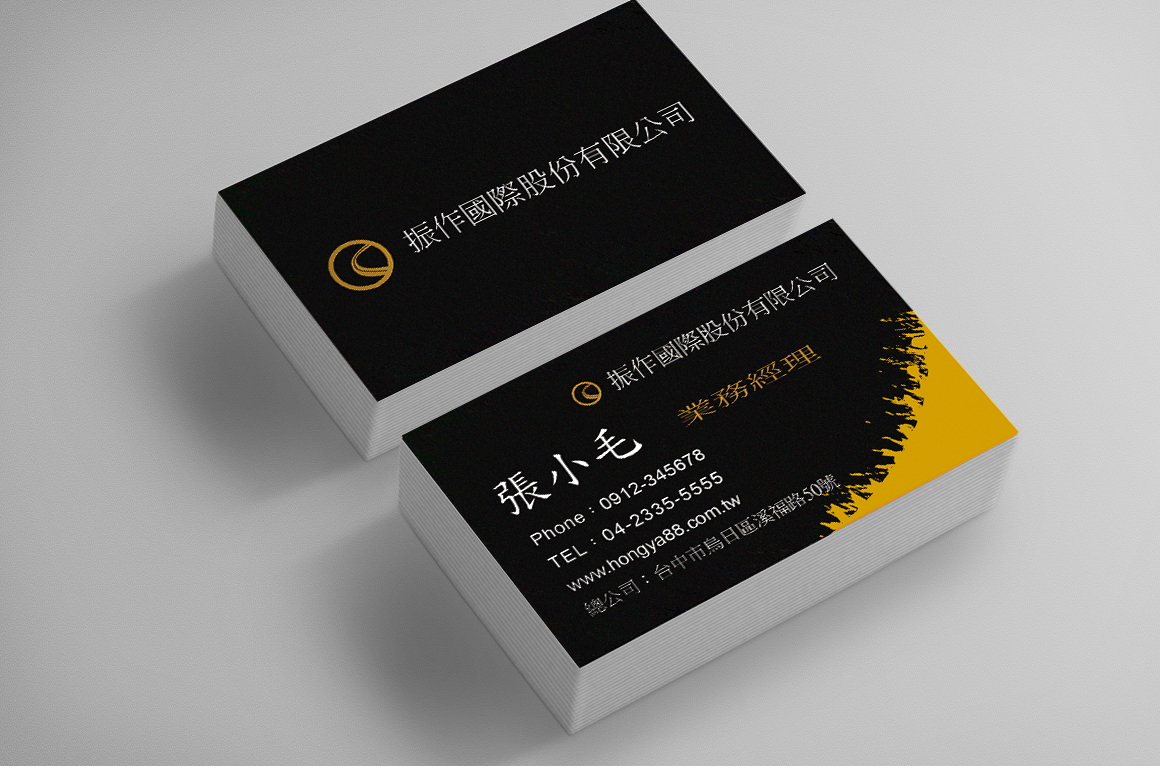 振作國際股份有限公司
振作國際股份有限公司
業務經理
張小毛
Phone：0912-345678
TEL：04-2335-5555
www.hongya88.com.tw
總公司：台中市烏日區溪福路50號